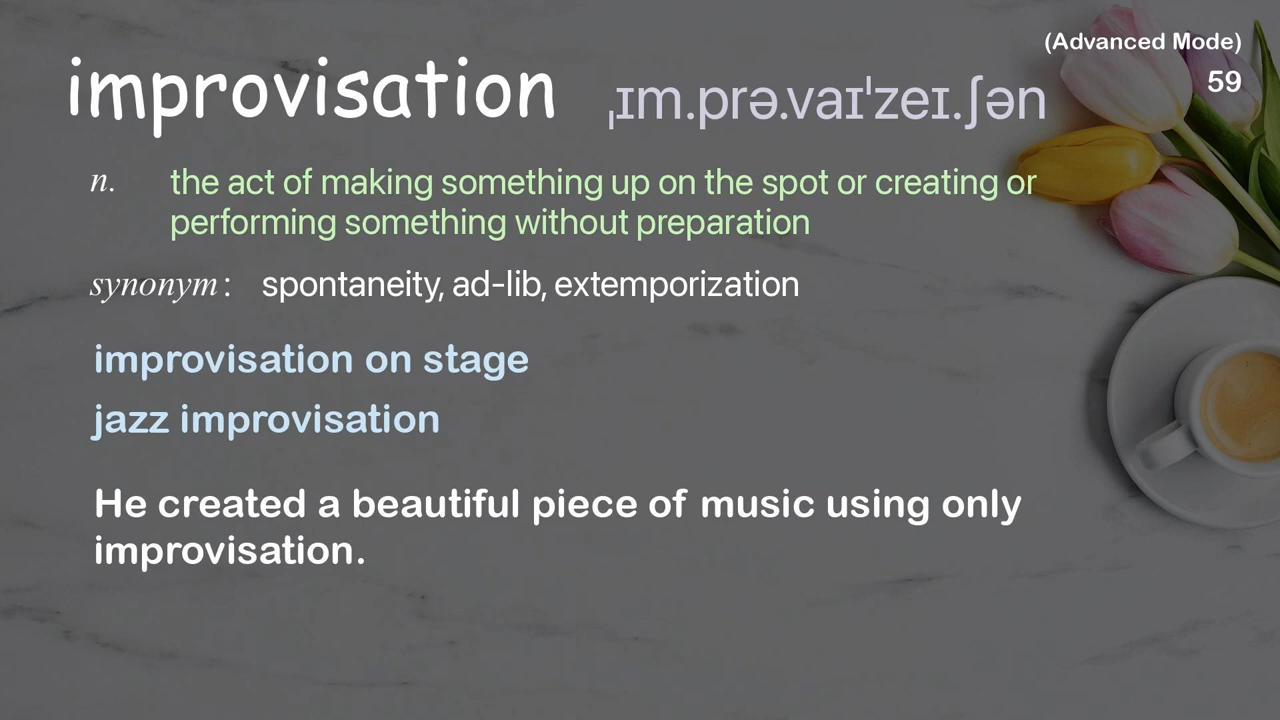 (Advanced Mode)
59
improvisation ˌɪm.prə.vaɪˈzeɪ.ʃən
n. the act of making something up on the spot or creating or
performing something without preparation
synonym : spontaneity, ad-lib, extemporization
improvisation on stage
jazz improvisation
He created a beautiful piece of music using only
improvisation.